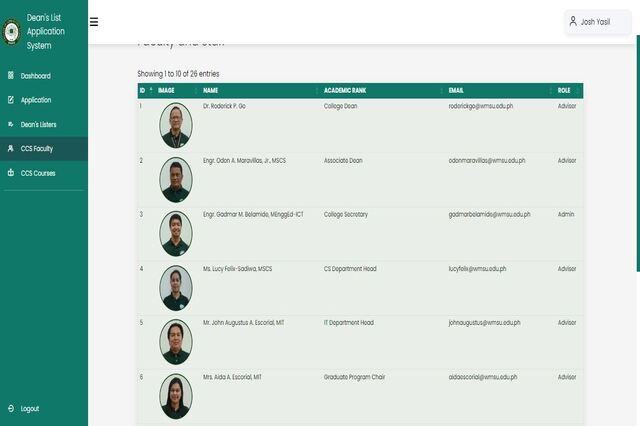 Dean's List
Application
System
Josh Yasil
Dashboard
Application
Dean's Listers
CCS Faculty
CCS Courses
Logout
Faculty and Staff
Showing 1 to 10 of 26 entries
ID IMAGE NAME ACADEMIC RANK EMAIL ROLE
1 Dr. Roderick P. Go College Dean roderickgo@wmsu.edu.ph Adviser
2 Engr. Odon A. Maravillas, Jr., MSCS Associate Dean odonmaravillas@wmsu.edu.ph Adviser
3 Engr. Gadmar M. Belamide, MEnggEd-ICT College Secretary gadmarbelamide@wmsu.edu.ph Admin
4 Ms. Lucy Felix-Sadiwa, MSCS CS Department Head lucyfelix@wmsu.edu.ph Adviser
5 Mr. John Augustus A. Escorial, MIT IT Department Head johnaugustus@wmsu.edu.ph Adviser
6 Mrs. Aida A. Escorial, MIT Graduate Program Chair aidaescorial@wmsu.edu.ph Adviser